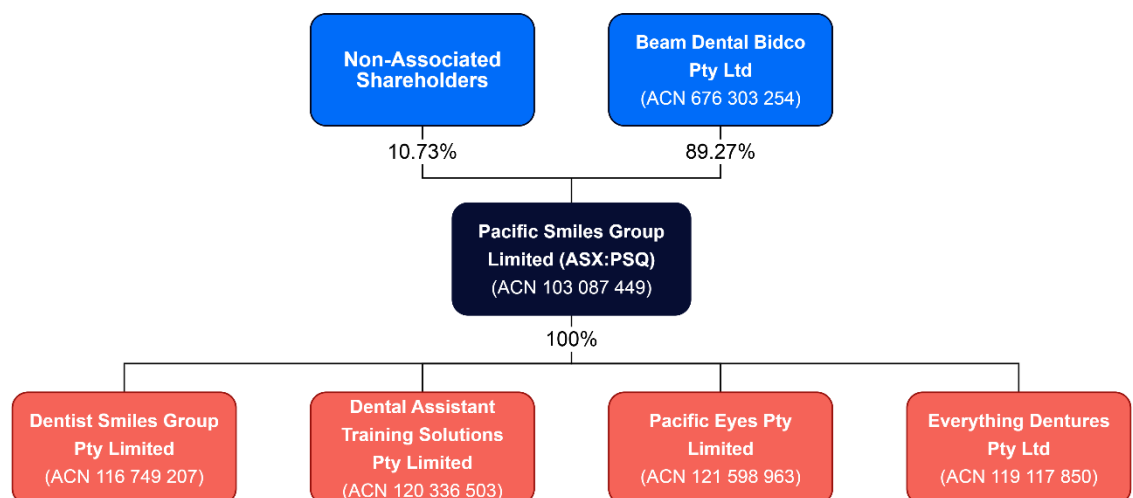 Non-Associated
Shareholders
Beam Dental Bidco
Pty Ltd
(ACN 676 303 254)
10.73%
89.27%
Pacific Smiles Group
Limited (ASX:PSQ)
(ACN 103 087 449)
100%
Dentist Smiles Group
Pty Limited
(ACN 116 749 207)
Dental Assistant
Training Solutions
Pty Limited
(ACN 120 336 503)
Pacific Eyes Pty
Limited
(ACN 121 598 963)
Everything Dentures
Pty Ltd
(ACN 119 117 850)